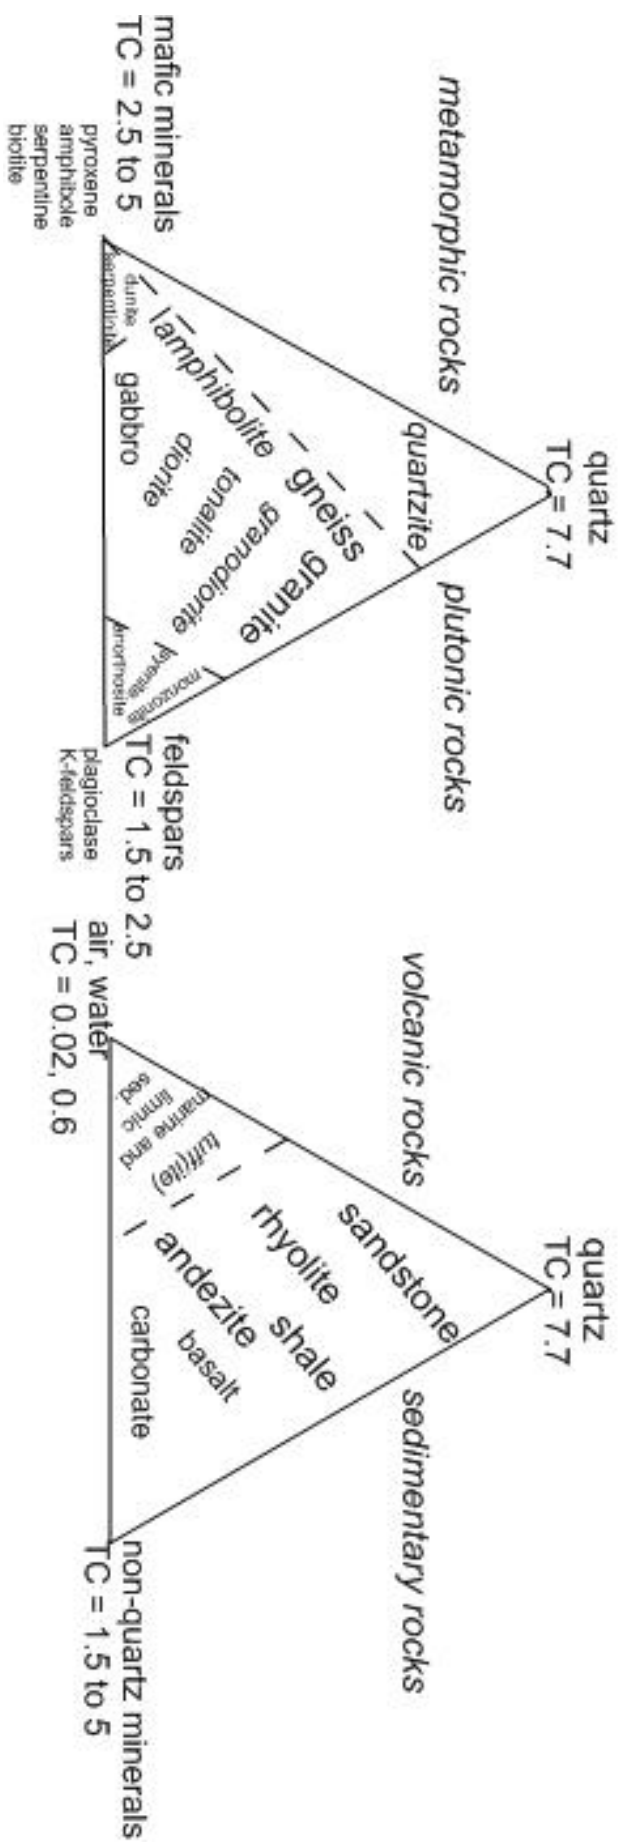 quartz
TC = 7.7
metamorphic rocks
plutonic rocks
quartzite
gneiss
granite
amphibolite
granodiorite
tonalite
diorite
gabbro
dunite
serpentinite
syenite
monzonite
anorthosite
mafic minerals
TC = 2.5 to 5
pyroxene
amphibole
serpentine
biotite
feldspars
TC = 1.5 to 2.5
plagioclase
K-feldspars
quartz
TC = 7.7
volcanic rocks
sedimentary rocks
sandstone
rhyolite
shale
andezite
basalt
carbonate
tuff(ite)
marine and
limnic
sed.
air, water
TC = 0.02, 0.6
non-quartz minerals
TC = 1.5 to 5